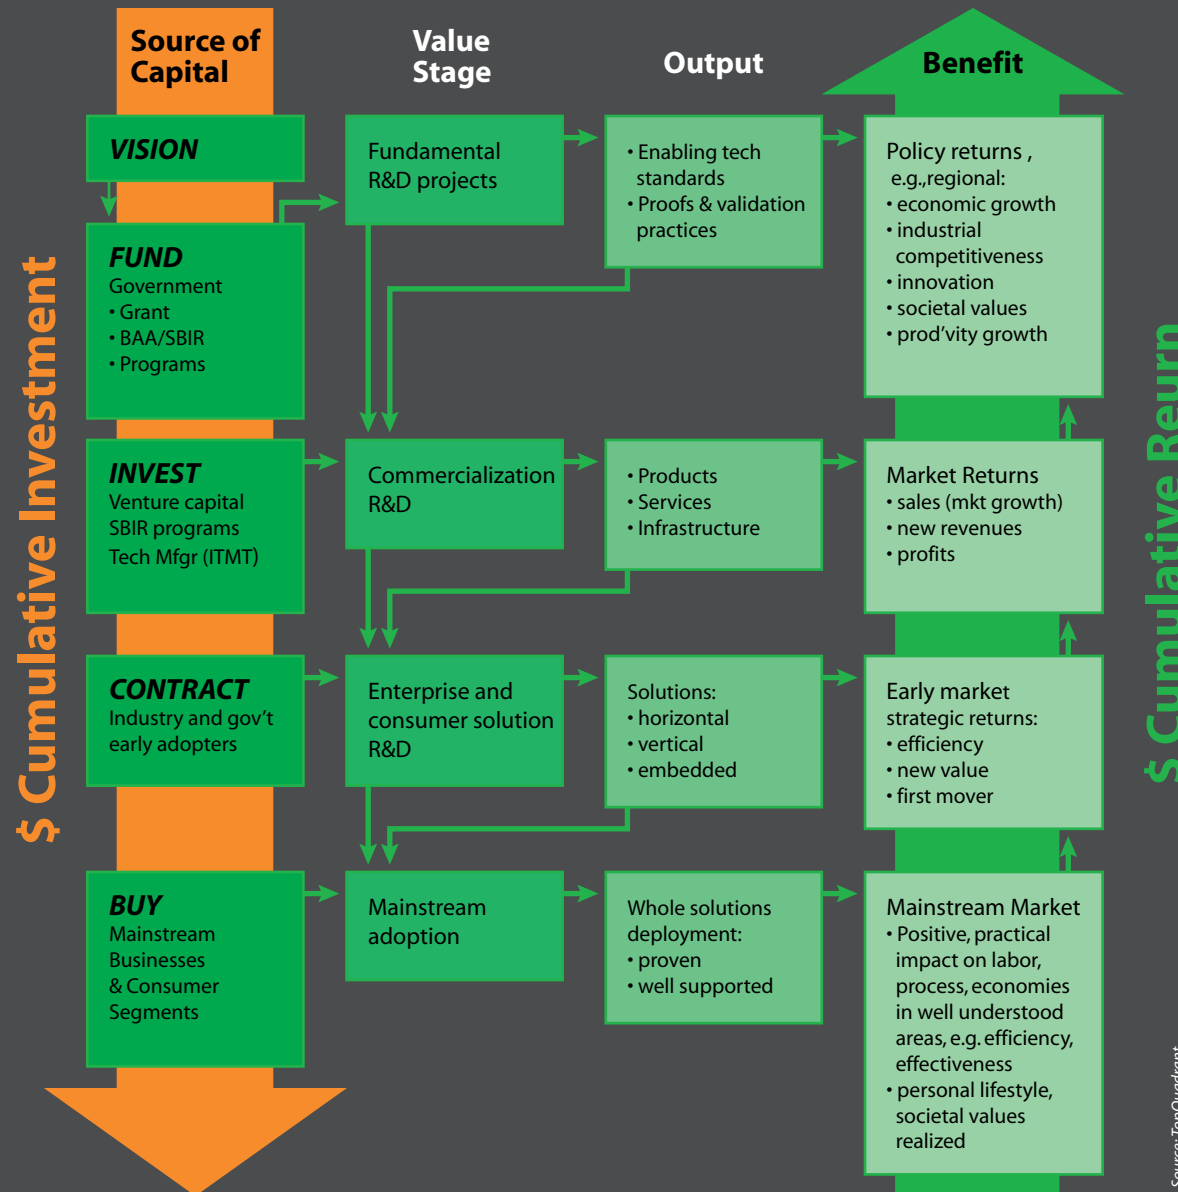 Source of
Capital
Value
Stage
Output
Benefit
$ Cumulative Investment
VISION
FUND
Government
• Grant
• BAA/SBIR
• Programs
Fundamental
R&D projects
• Enabling tech
standards
• Proofs & validation
practices
Policy returns ,
e.g.,regional:
• economic growth
• industrial
competitiveness
• innovation
• societal values
• prod'vity growth
INVEST
Venture capital
SBIR programs
Tech Mfgr (ITMT)
Commercialization
R&D
• Products
• Services
• Infrastructure
Market Returns
• sales (mkt growth)
• new revenues
• profits
CONTRACT
Industry and gov't
early adopters
Enterprise and
consumer solution
R&D
Solutions:
• horizontal
• vertical
• embedded
Early market
strategic returns:
• efficiency
• new value
• first mover
BUY
Mainstream
Businesses
& Consumer
Segments
Mainstream
adoption
Whole solutions
deployment:
• proven
• well supported
Mainstream Market
• Positive, practical
impact on labor,
process, economies
in well understood
areas, e.g. efficiency,
effectiveness
• personal lifestyle,
societal values
realized
$ Cumulative Reurn
Source: TopQuadrant